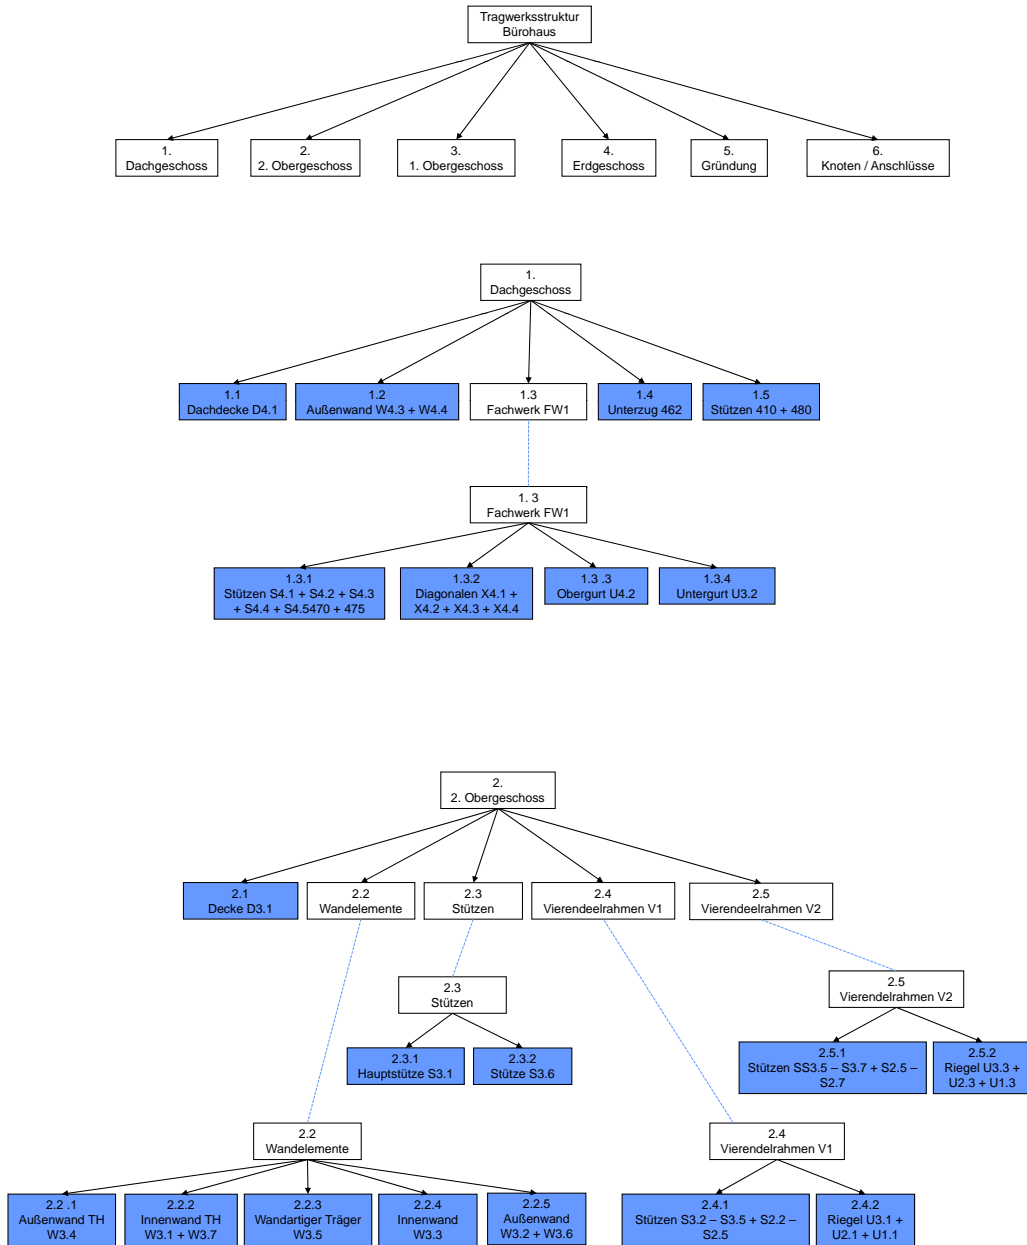 Tragwerksstruktur
Bürohaus
1.
Dachgeschoss
2.
2. Obergeschoss
3.
1. Obergeschoss
4.
Erdgeschoss
5.
Gründung
6.
Knoten / Anschlüsse
1.
Dachgeschoss
1.1
Dachdecke D4.1
1.2
Außenwand W4.3 + W4.4
1.3
Fachwerk FW1
1.4
Unterzug 462
1.5
Stützen 410 + 480
1. 3
Fachwerk FW1
1.3.1
Stützen S4.1 + S4.2 + S4.3
+ S4.4 + S4.5470 + 475
1.3.2
Diagonalen X4.1 +
X4.2 + X4.3 + X4.4
1.3 .3
Obergurt U4.2
1.3.4
Untergurt U3.2
2.
2. Obergeschoss
2.1
Decke D3.1
2.2
Wandelemente
2.3
Stützen
2.4
Vierendeelrahmen V1
2.5
Vierendeelrahmen V2
2.3
Stützen
2.5
Vierendelrahmen V2
2.3.1
Hauptstütze S3.1
2.3.2
Stütze S3.6
2.5.1
Stützen SS3.5 – S3.7 + S2.5 –
S2.7
2.5.2
Riegel U3.3 +
U2.3 + U1.3
2.2
Wandelemente
2.4
Vierendelrahmen V1
2.2 .1
Außenwand TH
W3.4
2.2.2
Innenwand TH
W3.1 + W3.7
2.2.3
Wandartiger Träger
W3.5
2.2.4
Innenwand
W3.3
2.2.5
Außenwand
W3.2 + W3.6
2.4.1
Stützen S3.2 – S3.5 + S2.2 –
S2.5
2.4.2
Riegel U3.1 +
U2.1 + U1.1